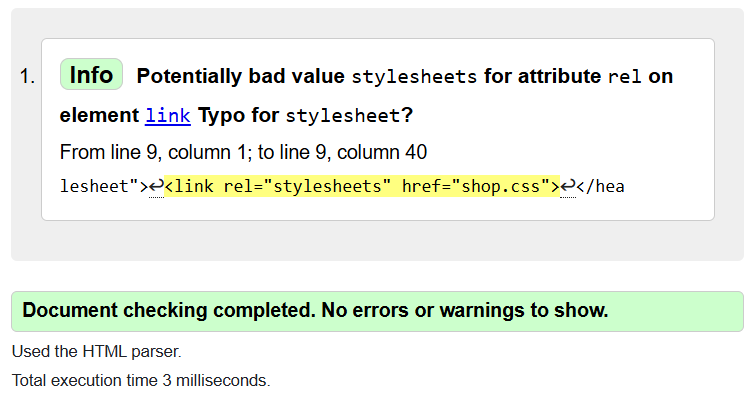 1. Info Potentially bad value stylesheets for attribute rel on
element link Typo for stylesheet?
From line 9, column 1; to line 9, column 40
lesheet">↩<link rel="stylesheets" href="shop.css">↩</hea
Document checking completed. No errors or warnings to show.
Used the HTML parser.
Total execution time 3 milliseconds.